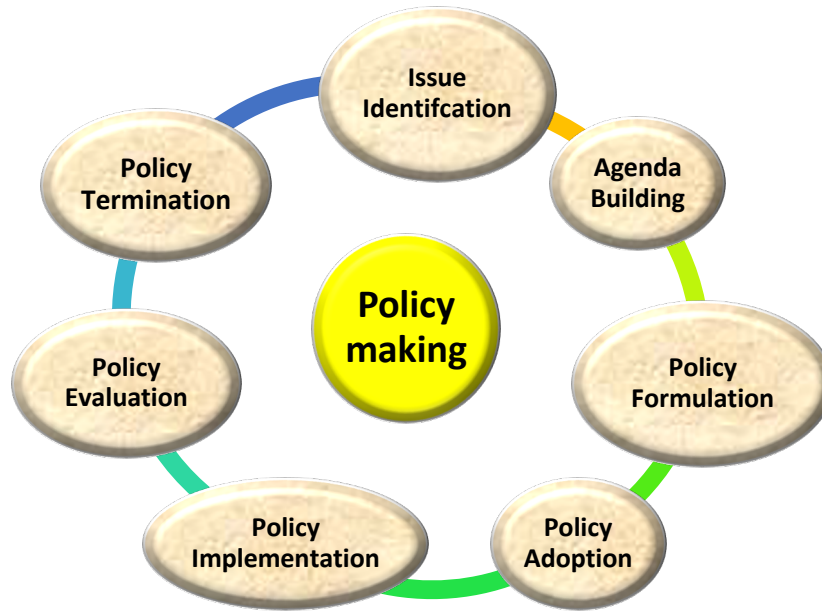 Issue
Identifcation
Agenda
Building
Policy
Formulation
Policy
Adoption
Policy
Implementation
Policy
Evaluation
Policy
Termination
Policy
making